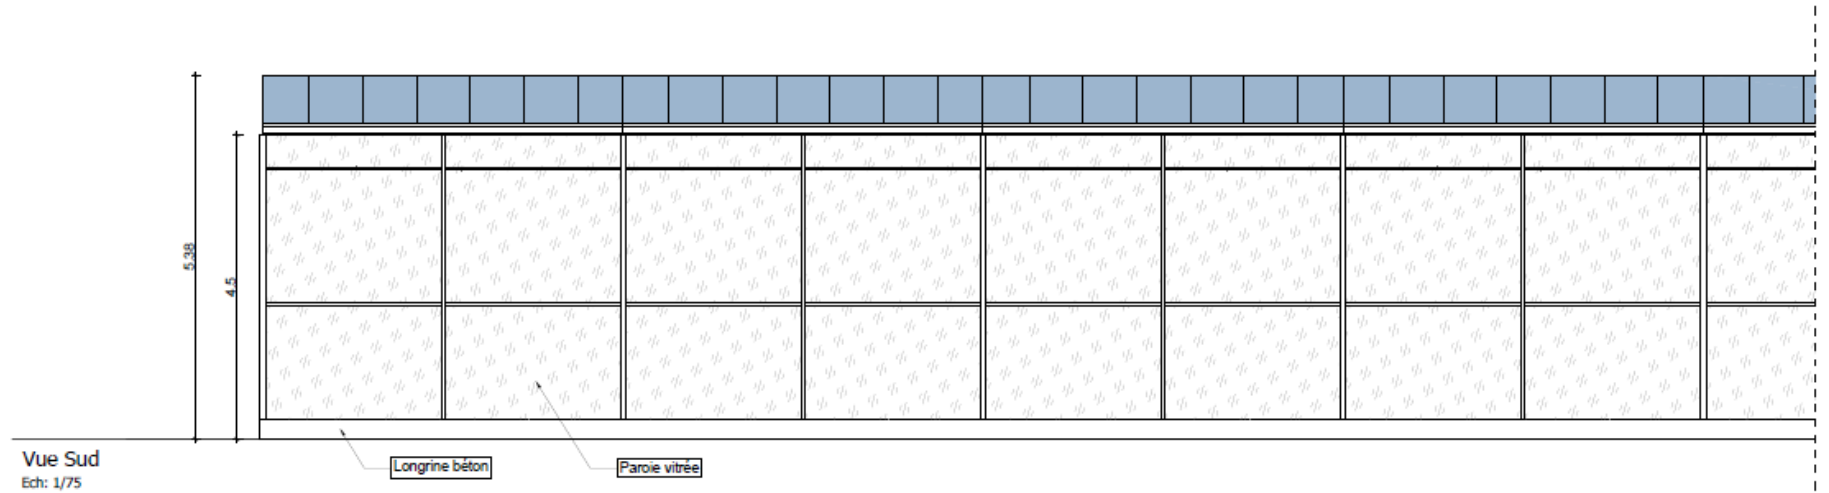 5.38
4.5
Longrine béton
Paroie vitrée
Vue Sud
Ech: 1/75